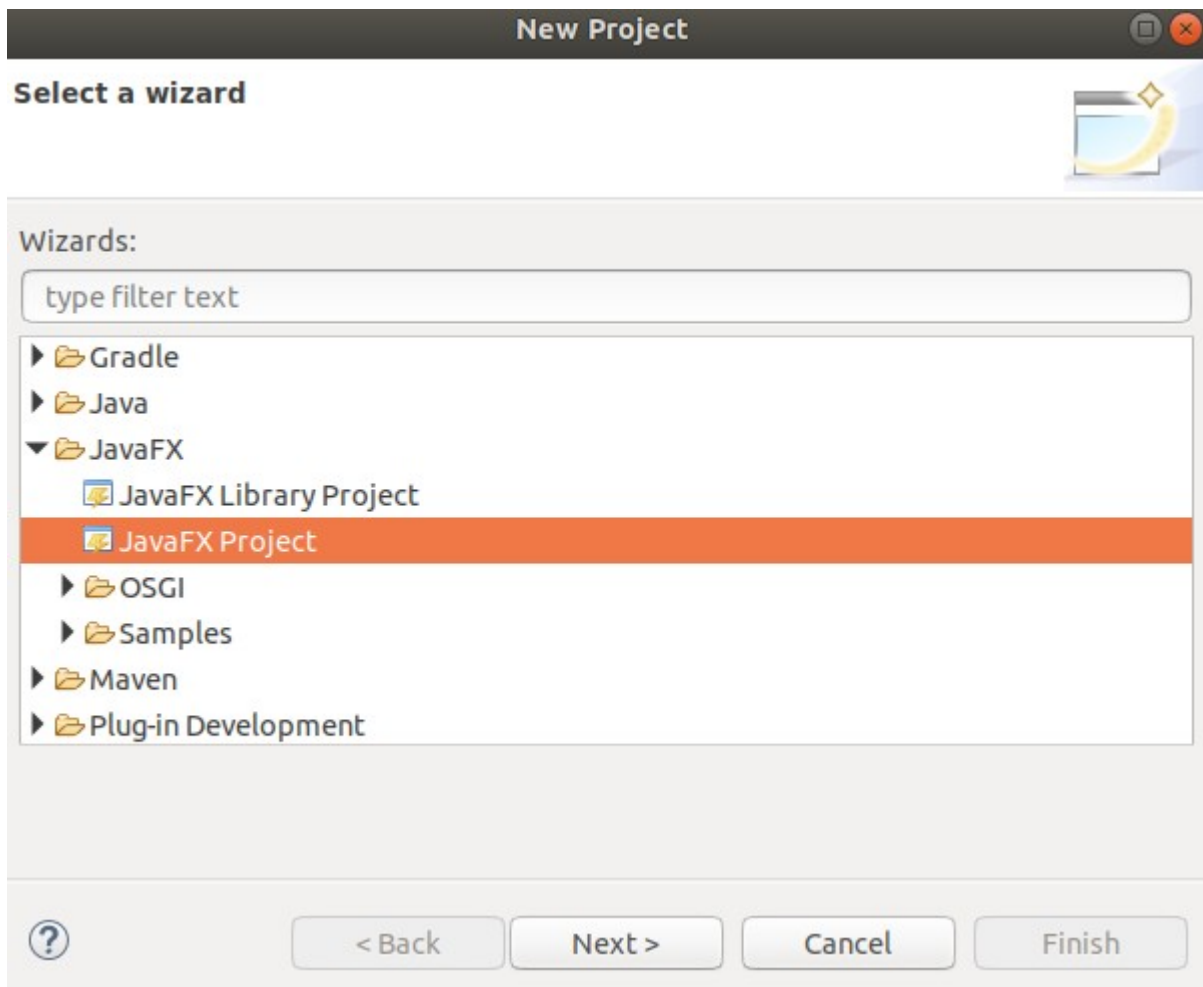 New Project
Select a wizard
Wizards:
type filter text
Gradle
Java
JavaFX
JavaFX Library Project
JavaFX Project
OSGI
Samples
Maven
Plug-in Development
? < Back Next > Cancel Finish